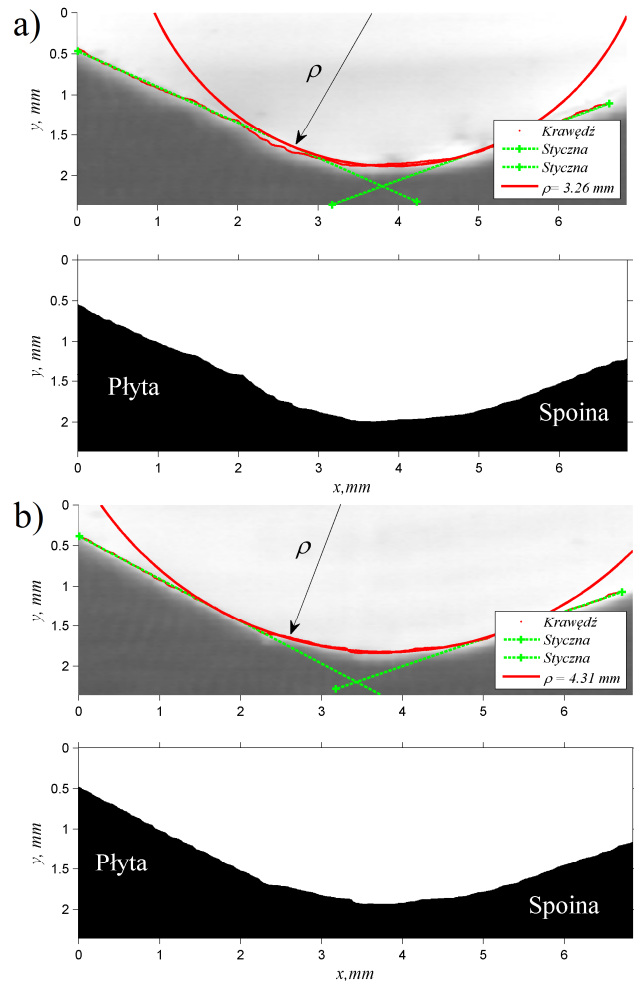 a)
0
0.5
1
1.5
2
y, mm
ρ
Krawędź
Styczna
Styczna
ρ= 3.26 mm
0 1 2 3 4 5 6
0
0.5
1
1.5
2
y, mm
Płyta
Spoina
0 1 2 3 4 5 6
x,mm
b)
0
0.5
1
1.5
2
y, mm
ρ
Krawędź
Styczna
Styczna
ρ = 4.31 mm
0 1 2 3 4 5 6
0
0.5
1
1.5
2
y, mm
Płyta
Spoina
0 1 2 3 4 5 6
x,mm